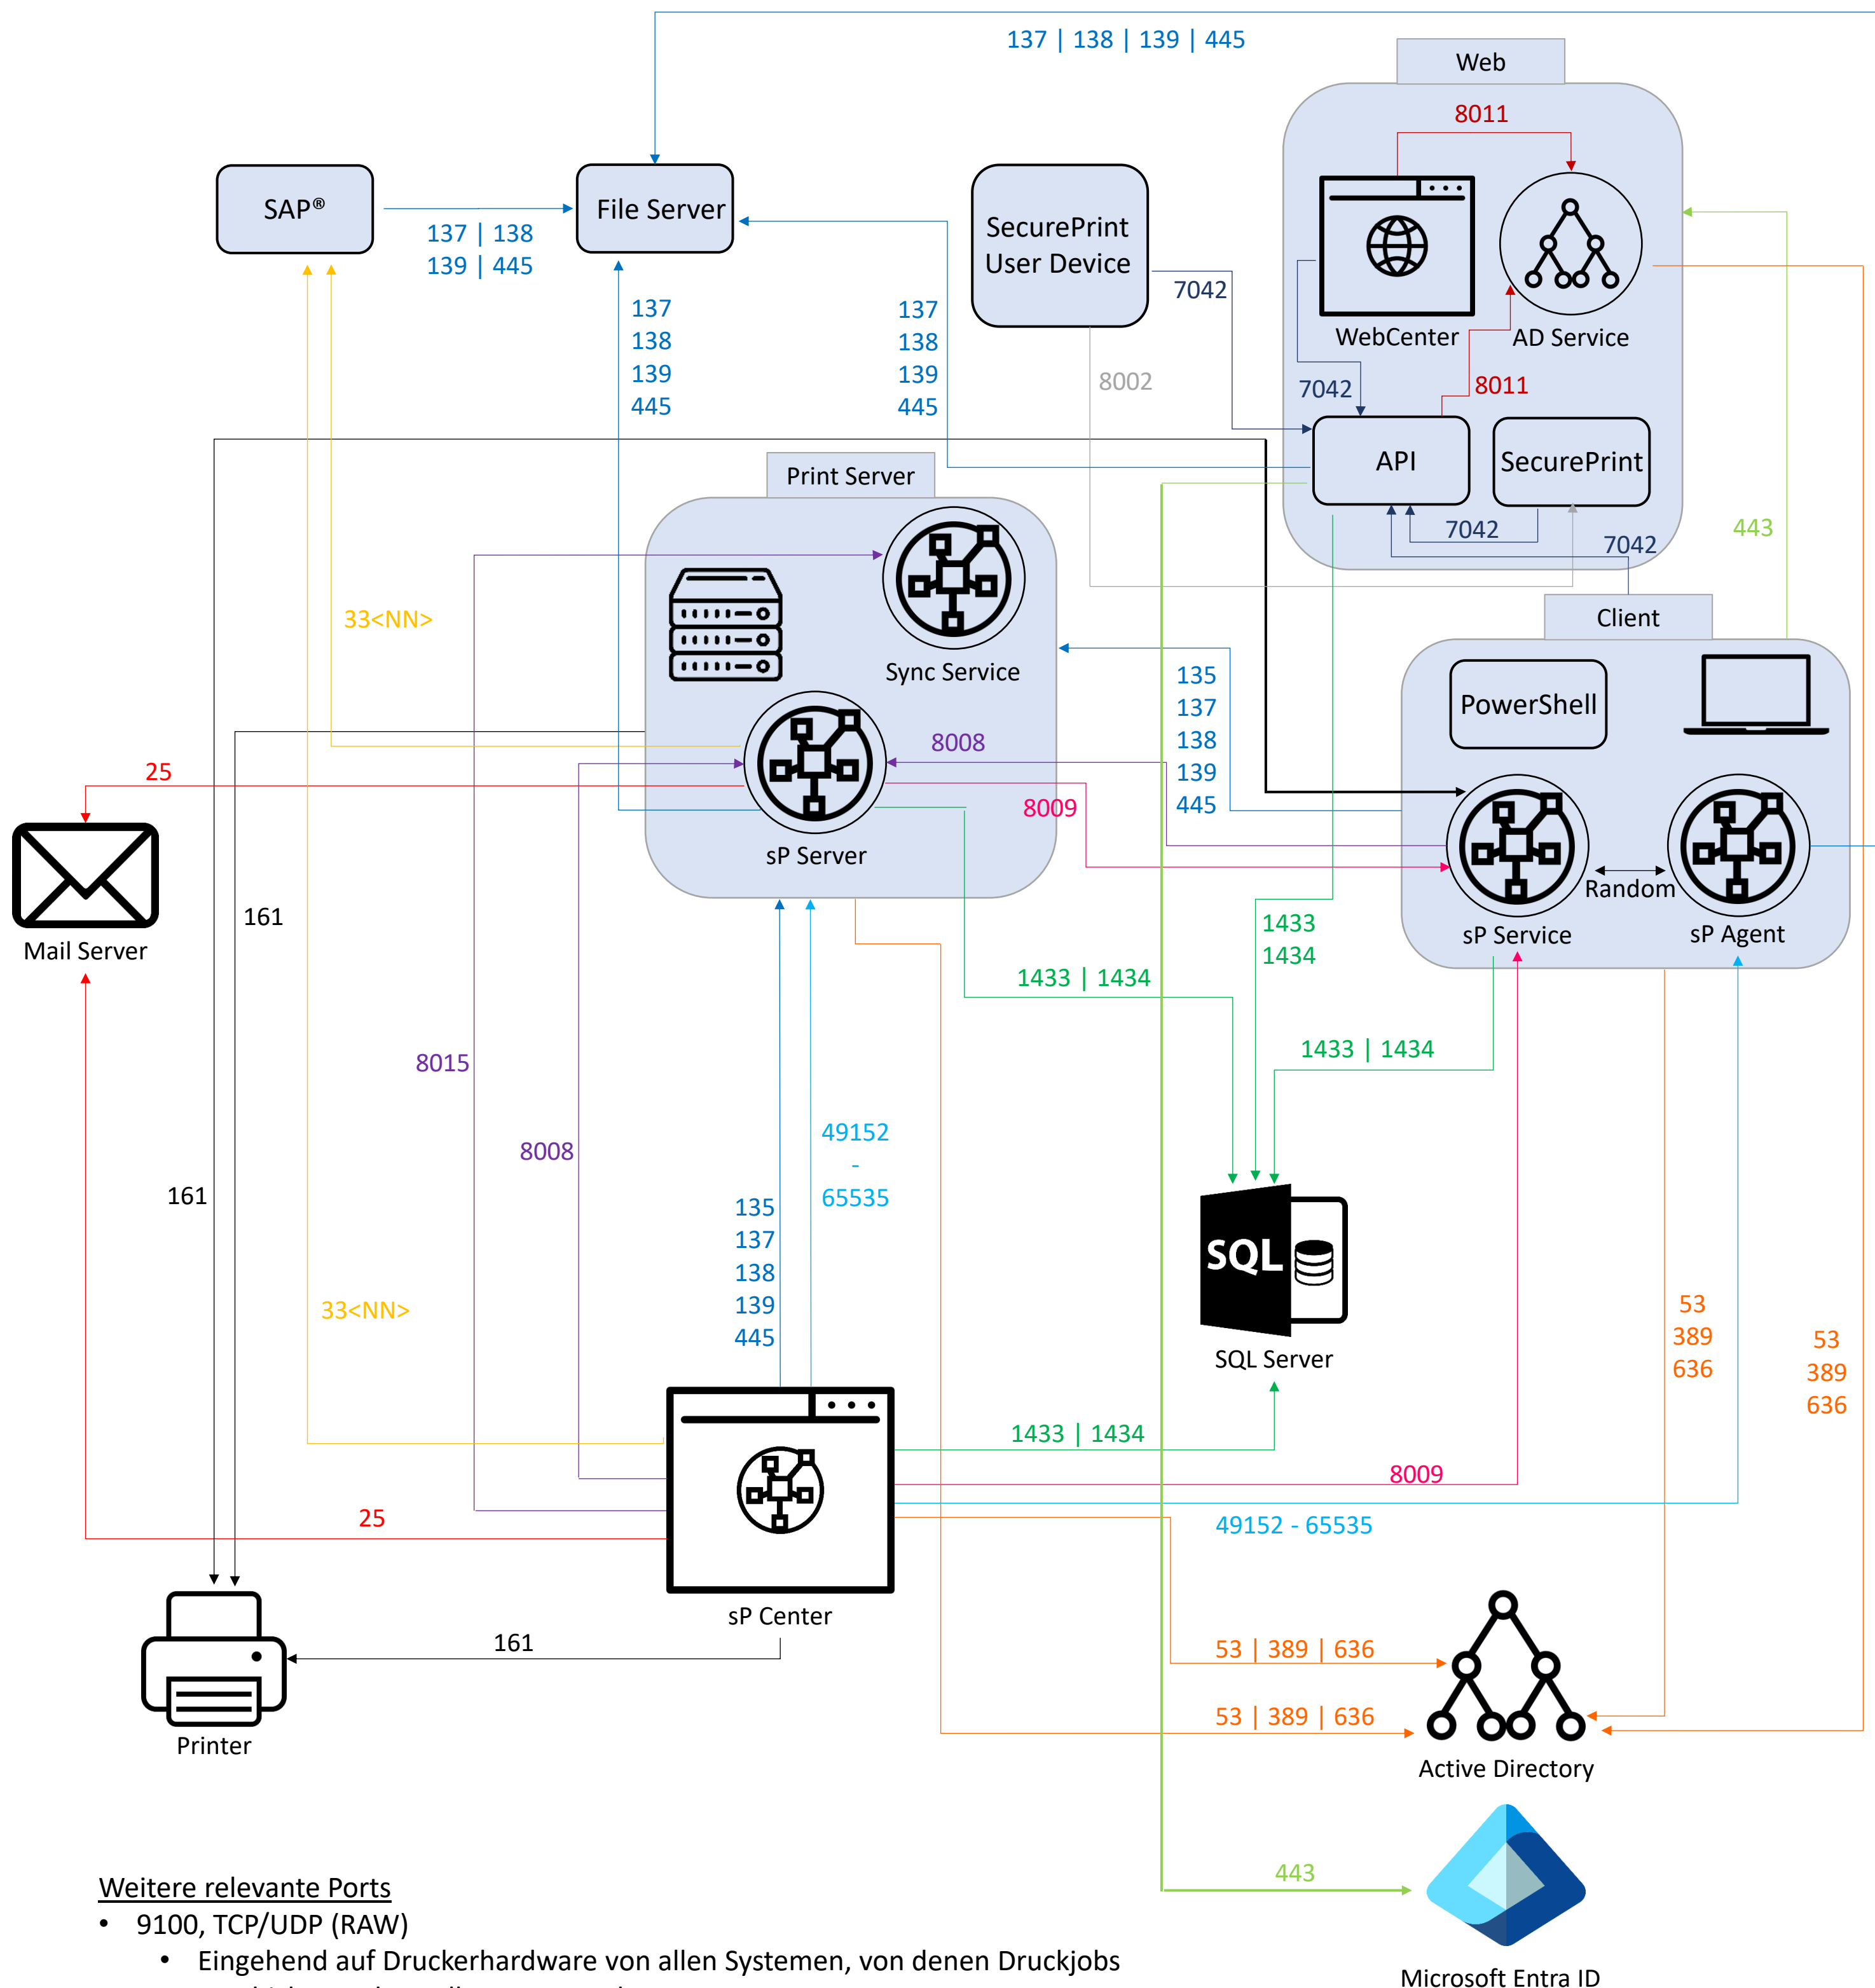 137 | 138 | 139 | 445
Web
8011
SAP®
File Server
SecurePrint
User Device
137 | 138
139 | 445
7042
WebCenter
AD Service
137
138
139
445
137
138
139
445
8002
7042
8011
API
SecurePrint
Print Server
7042
7042
443
33<NN>
Client
Sync Service
135
137
138
139
445
PowerShell
8008
25
8009
sP Server
Random
161
Mail Server
sP Service
sP Agent
1433
1434
1433 | 1434
8015
1433 | 1434
8008
49152
-
65535
161
135
137
138
139
445
SQL
SQL Server
33<NN>
53
389
636
53
389
636
1433 | 1434
8009
25
49152 - 65535
sP Center
161
53 | 389 | 636
53 | 389 | 636
Printer
Active Directory
443
Weitere relevante Ports
• 9100, TCP/UDP (RAW)
• Eingehend auf Druckerhardware von allen Systemen, von denen Druckjobs
Microsoft Entra ID